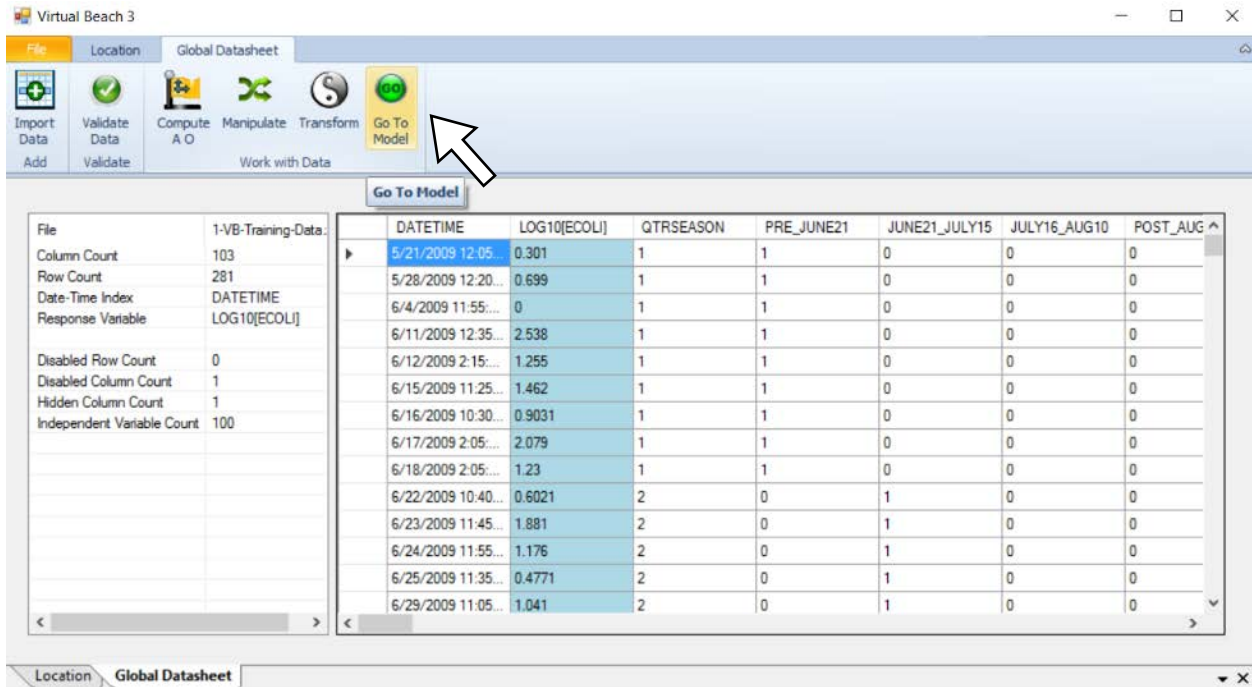 Virtual Beach 3
File Location Global Datasheet
GO
Import Data Validate Data Compute A O Manipulate Transform Go To Model
Add Validate Work with Data
Go To Model
File 1-VB-Training-Data.
Column Count 103
Row Count 281
Date-Time Index DATETIME
Response Variable LOG10[ECOLI]
Disabled Row Count 0
Disabled Column Count 1
Hidden Column Count 1
Independent Variable Count 100
DATETIME LOG10[ECOLI] QTRSEASON PRE_JUNE21 JUNE21_JULY15 JULY16_AUG10 POST_AUG
5/21/2009 12:05... 0.301 1 1 0 0 0
5/28/2009 12:20... 0.699 1 1 0 0 0
6/4/2009 11:55:... 0 1 1 0 0 0
6/11/2009 12:35... 2.538 1 1 0 0 0
6/12/2009 2:15:... 1.255 1 1 0 0 0
6/15/2009 11:25... 1.462 1 1 0 0 0
6/16/2009 10:30... 0.9031 1 1 0 0 0
6/17/2009 2:05:... 2.079 1 1 0 0 0
6/18/2009 2:05:... 1.23 1 1 0 0 0
6/22/2009 10:40... 0.6021 2 0 1 0 0
6/23/2009 11:45... 1.881 2 0 1 0 0
6/24/2009 11:55... 1.176 2 0 1 0 0
6/25/2009 11:35... 0.4771 2 0 1 0 0
6/29/2009 11:05... 1.041 2 0 1 0 0
Location Global Datasheet